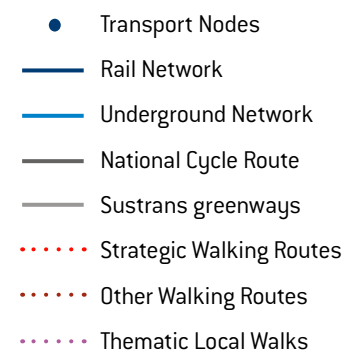 Transport Nodes
Rail Network
Underground Network
National Cycle Route
Sustrans greenways
Strategic Walking Routes
Other Walking Routes
Thematic Local Walks